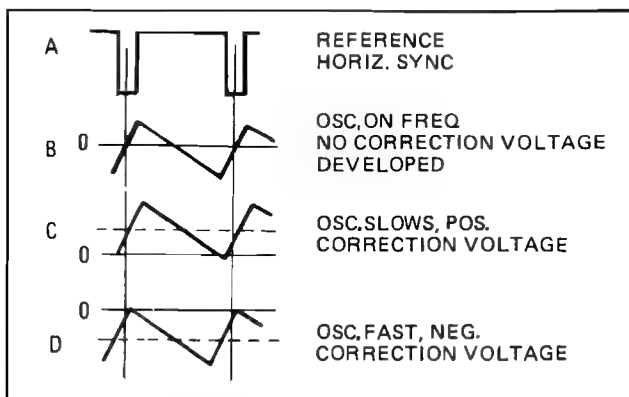 A
REFERENCE
HORIZ. SYNC
B
0
OSC,ON FREQ
NO CORRECTION VOLTAGE
DEVELOPED
C
0
OSC.SLOWS, POS.
CORRECTION VOLTAGE
0
D
OSC.FAST, NEG.
CORRECTION VOLTAGE